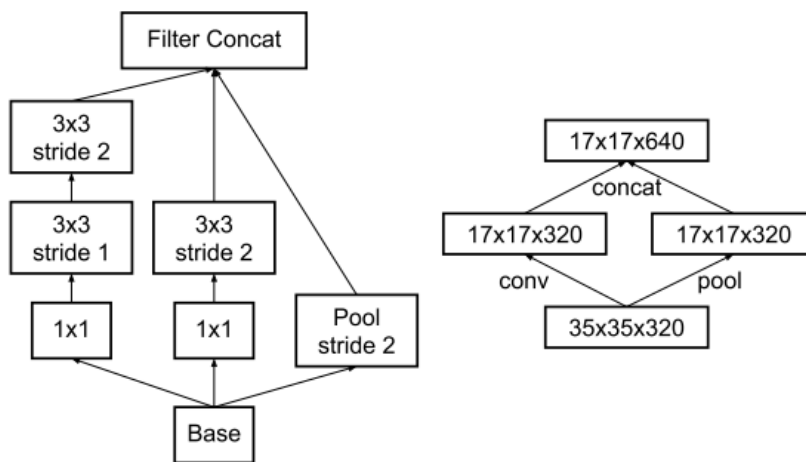 Filter Concat
3x3
stride 2
3x3
stride 1
3x3
stride 2
1x1
1x1
Pool
stride 2
Base
17x17x640
concat
17x17x320
17x17x320
conv
pool
35x35x320